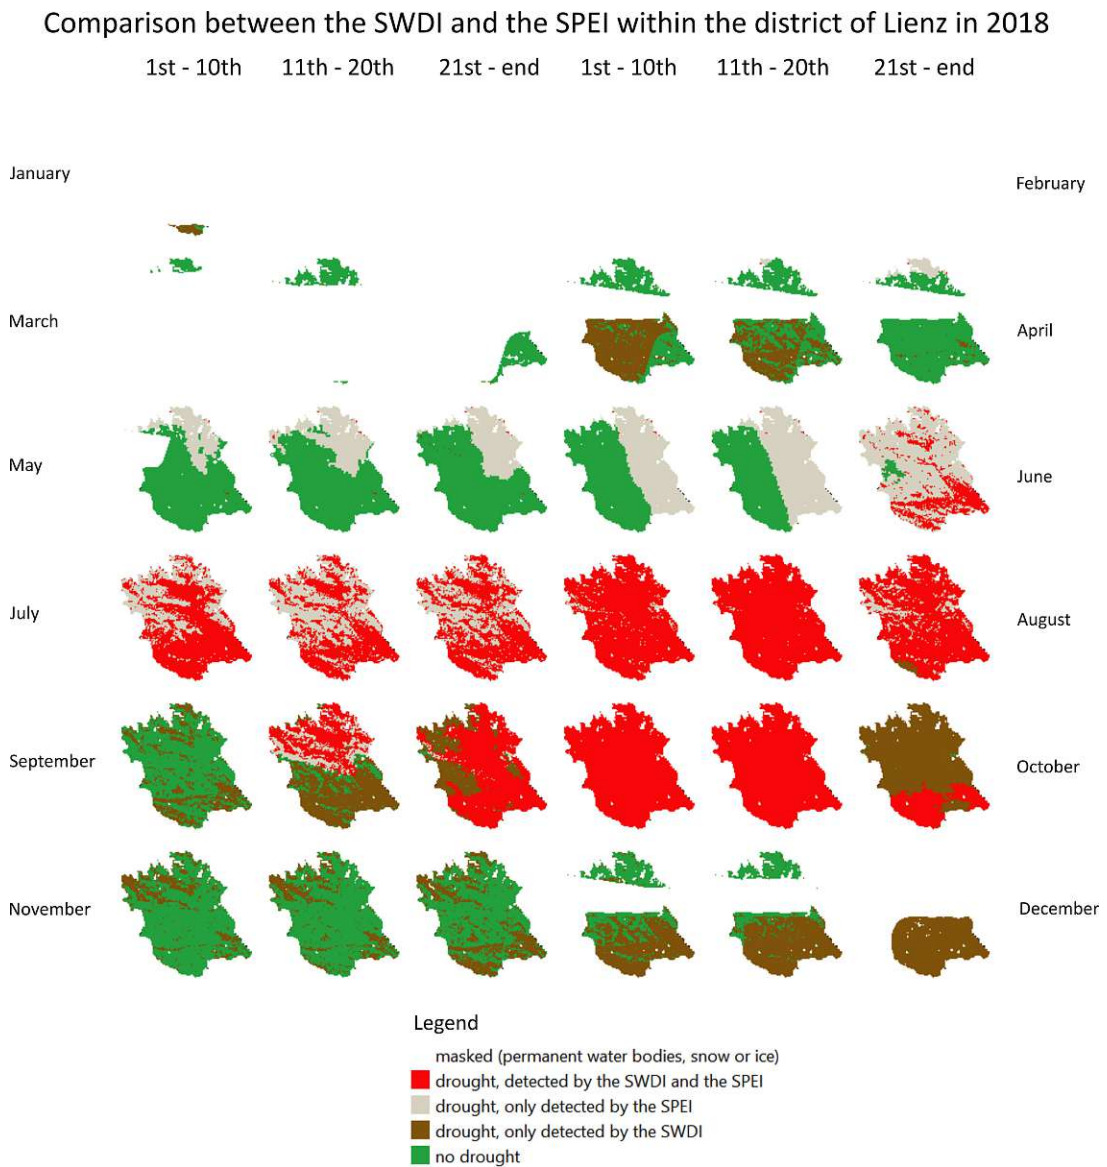 Comparison between the SWDI and the SPEI within the district of Lienz in 2018
1st - 10th 11th - 20th 21st - end 1st - 10th 11th - 20th 21st - end
January
February
March
April
May
June
July
August
September
October
November
December
Legend
masked (permanent water bodies, snow or ice)
drought, detected by the SWDI and the SPEI
drought, only detected by the SPEI
drought, only detected by the SWDI
no drought